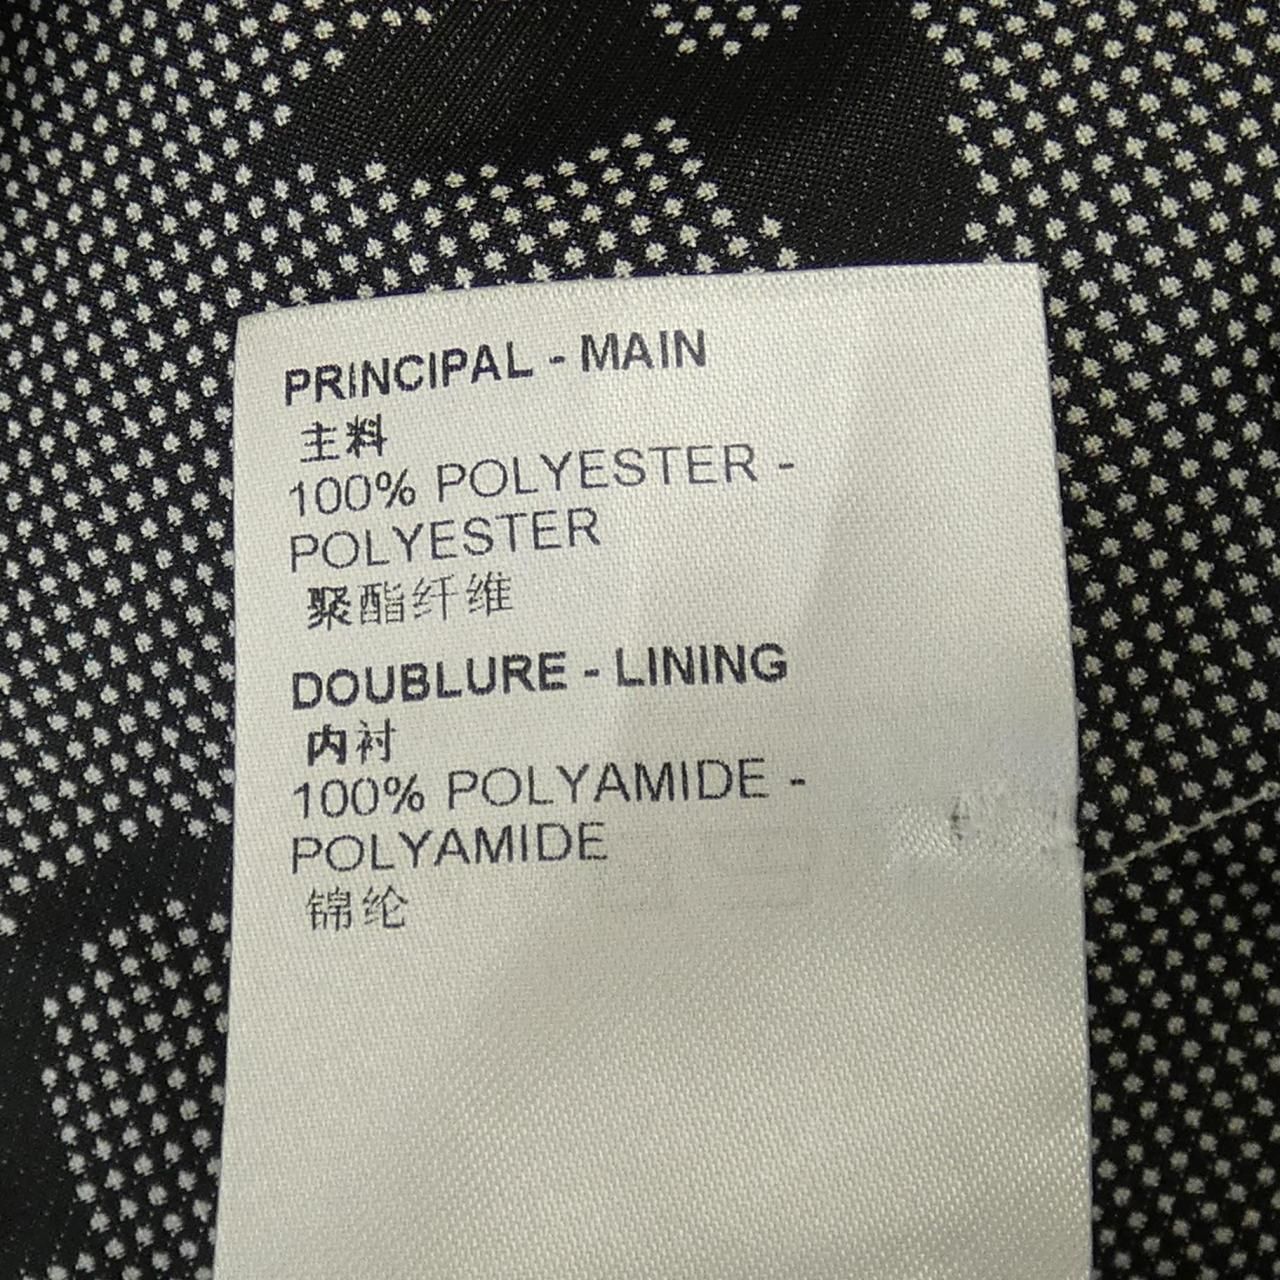 PRINCIPAL - MAIN
主料
100% POLYESTER -
POLYESTER
聚酯纤维
DOUBLURE - LINING
内衬
100% POLYAMIDE -
POLYAMIDE
锦纶